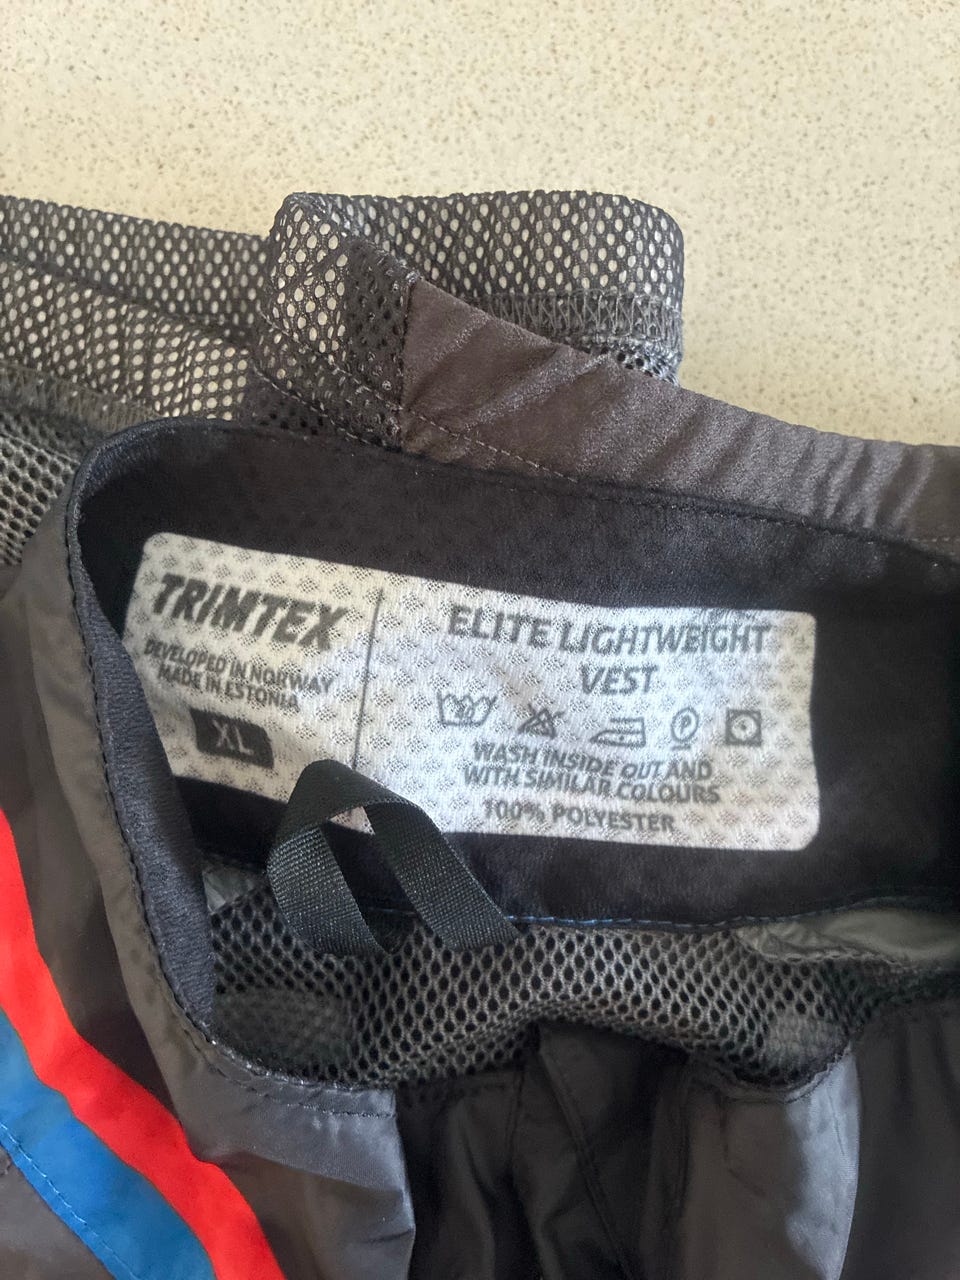 TRIMTEX
DEVELOPED IN NORWAY
MADE IN ESTONIA
XL
ELITE LIGHTWEIGHT
VEST
WASH INSIDE OUT AND
WITH SIMILAR COLOURS
100% POLYESTER